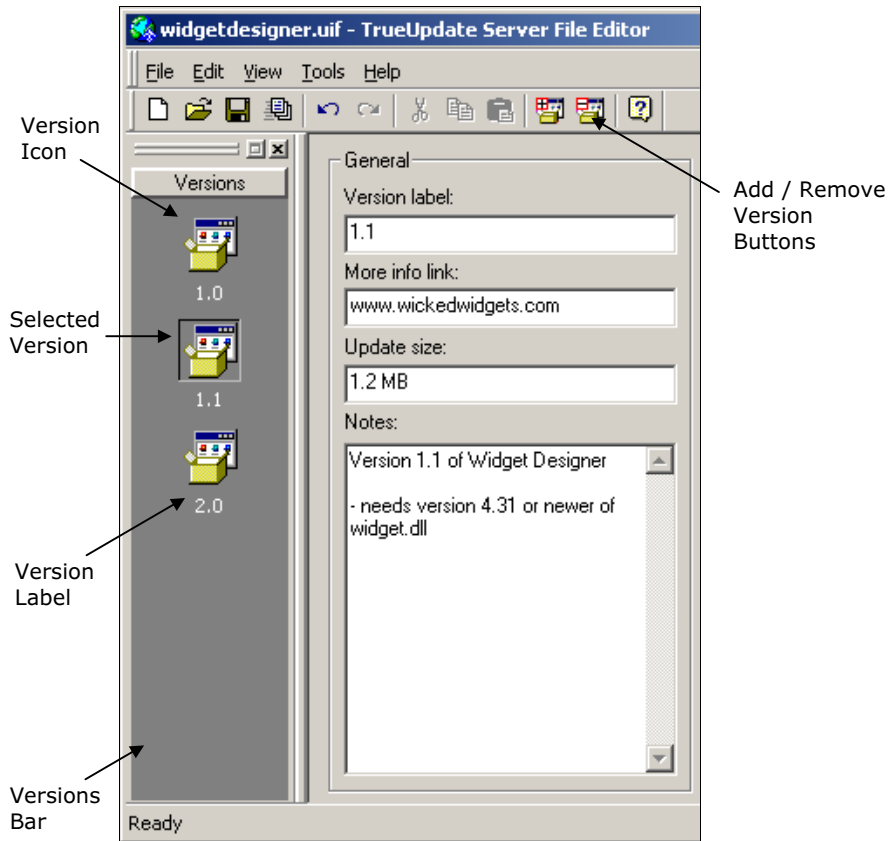 widgetdesigner.uif - TrueUpdate Server File Editor
File Edit View Tools Help
Version
Icon
Versions
1.0
Selected
Version
1.1
2.0
Version
Label
Versions
Bar
General
Version label:
1.1
More info link:
www.wickedwidgets.com
Update size:
1.2 MB
Notes:
Version 1.1 of Widget Designer
- needs version 4.31 or newer of
widget.dll
Add / Remove
Version
Buttons
Ready